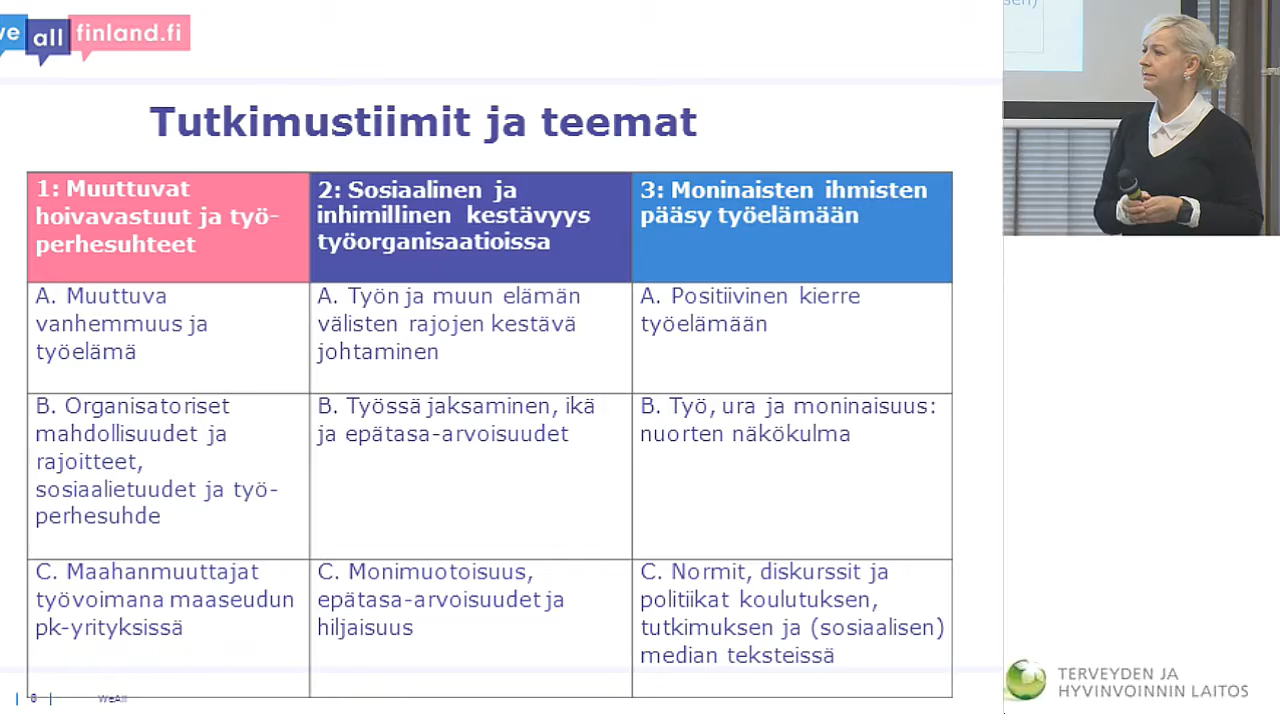 we all finland.fi
sen)
Tutkimustiimit ja teemat
1: Muuttuvat
hoivavastuut ja työ-
perhesuhteet
2: Sosiaalinen ja
inhimillinen kestävyys
työorganisaatioissa
3: Moninaisten ihmisten
pääsy työelämään
A. Muuttuva
vanhemmuus ja
työelämä
A. Työn ja muun elämän
välisten rajojen kestävä
johtaminen
A. Positiivinen kierre
työelämään
B. Organisatoriset
mahdollisuudet ja
rajoitteet,
sosiaalietuudet ja työ-
perhesuhde
B. Työssä jaksaminen, ikä
ja epätasa-arvoisuudet
B. Työ, ura ja moninaisuus:
nuorten näkökulma
C. Maahanmuuttajat
työvoimana maaseudun
pk-yrityksissä
C. Monimuotoisuus,
epätasa-arvoisuudet ja
hiljaisuus
C. Normit, diskurssit ja
politiikat koulutuksen,
tutkimuksen ja (sosiaalisen)
median teksteissä
| 6 | WeAll
TERVEYDEN JA
HYVINVOINNIN LAITOS